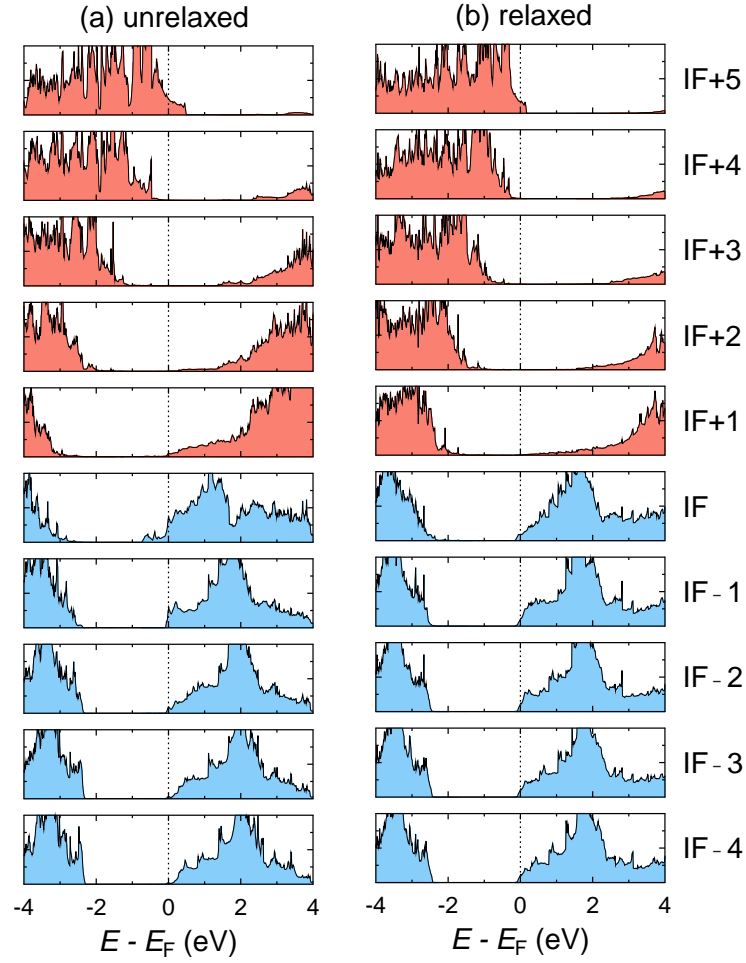 (a) unrelaxed
(b) relaxed
IF+5
IF+4
IF+3
IF+2
IF+1
IF
IF-1
IF-2
IF-3
IF-4
-4 -2 0 2 4
-4 -2 0 2 4
E - EF (eV)
E - EF (eV)